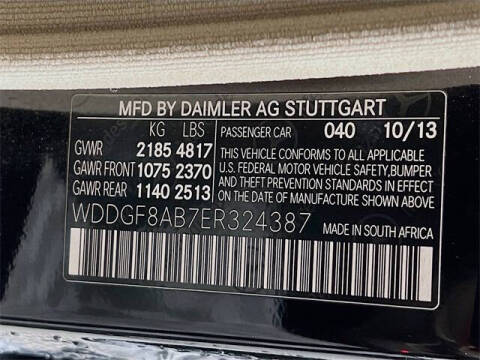 MFD BY DAIMLER AG STUTTGART
KG LBS PASSENGER CAR 040 10/13
GVWR 2185 4817
GAWR FRONT 1075 2370
GAWR REAR 1140 2513
THIS VEHICLE CONFORMS TO ALL APPLICABLE
U.S. FEDERAL MOTOR VEHICLE SAFETY,BUMPER
AND THEFT PREVENTION STANDARDS IN EFFECT
ON THE DATE OF MANUFACTURE SHOWN ABOVE
WDDGF8AB7ER324387
MADE IN SOUTH AFRICA